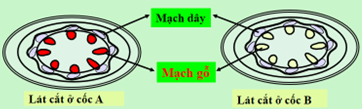 Mạch dây
Mạch gỗ
Lát cắt ở cốc A
Lát cắt ở cốc B